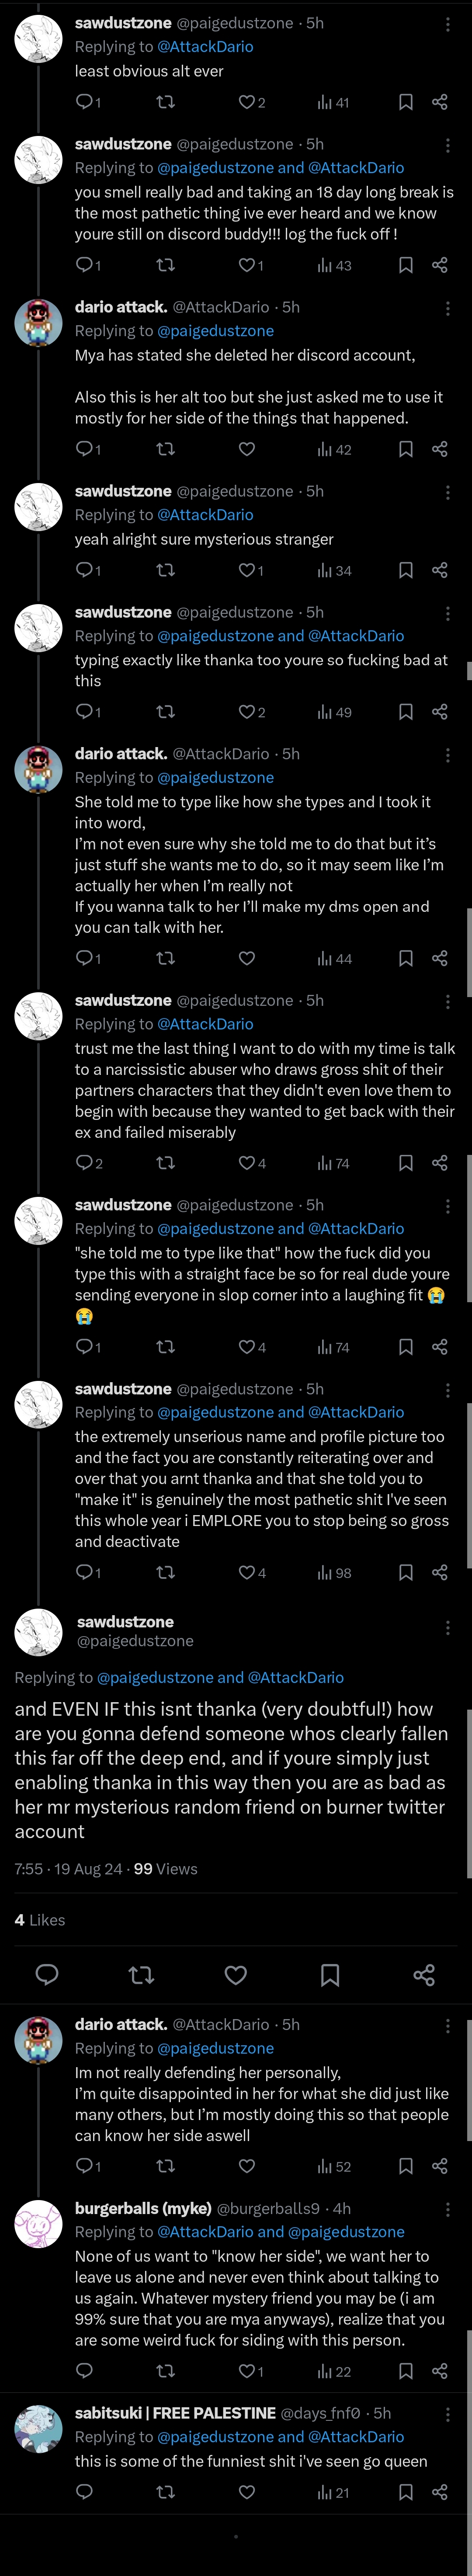 sawdustzone @paigedustzone · 5h
Replying to @AttackDario
least obvious alt ever
1 2 41
sawdustzone @paigedustzone · 5h
Replying to @paigedustzone and @AttackDario
you smell really bad and taking an 18 day long break is
the most pathetic thing ive ever heard and we know
youre still on discord buddy!!! log the fuck off !
1 1 43
dario attack. @AttackDario · 5h
Replying to @paigedustzone
Mya has stated she deleted her discord account,
Also this is her alt too but she just asked me to use it
mostly for her side of the things that happened.
1 42
sawdustzone @paigedustzone · 5h
Replying to @AttackDario
yeah alright sure mysterious stranger
1 1 34
sawdustzone @paigedustzone · 5h
Replying to @paigedustzone and @AttackDario
typing exactly like thanka too youre so fucking bad at
this
1 2 49
dario attack. @AttackDario · 5h
Replying to @paigedustzone
She told me to type like how she types and I took it
into word,
I'm not even sure why she told me to do that but it's
just stuff she wants me to do, so it may seem like I'm
actually her when I'm really not
If you wanna talk to her I'll make my dms open and
you can talk with her.
1 44
sawdustzone @paigedustzone · 5h
Replying to @AttackDario
trust me the last thing I want to do with my time is talk
to a narcissistic abuser who draws gross shit of their
partners characters that they didn't even love them to
begin with because they wanted to get back with their
ex and failed miserably
2 4 74
sawdustzone @paigedustzone · 5h
Replying to @paigedustzone and @AttackDario
"she told me to type like that" how the fuck did you
type this with a straight face be so for real dude youre
sending everyone in slop corner into a laughing fit 😭
😭
1 4 74
sawdustzone @paigedustzone · 5h
Replying to @paigedustzone and @AttackDario
the extremely unserious name and profile picture too
and the fact you are constantly reiterating over and
over that you arnt thanka and that she told you to
"make it" is genuinely the most pathetic shit I've seen
this whole year i EMPLORE you to stop being so gross
and deactivate
1 4 98
sawdustzone
@paigedustzone
Replying to @paigedustzone and @AttackDario
and EVEN IF this isnt thanka (very doubtful!) how
are you gonna defend someone whos clearly fallen
this far off the deep end, and if youre simply just
enabling thanka in this way then you are as bad as
her mr mysterious random friend on burner twitter
account
7:55 · 19 Aug 24 · 99 Views
4 Likes
dario attack. @AttackDario · 5h
Replying to @paigedustzone
Im not really defending her personally,
I'm quite disappointed in her for what she did just like
many others, but I'm mostly doing this so that people
can know her side aswell
1 52
burgerballs (myke) @burgerballs9 · 4h
Replying to @AttackDario and @paigedustzone
None of us want to "know her side", we want her to
leave us alone and never even think about talking to
us again. Whatever mystery friend you may be (i am
99% sure that you are mya anyways), realize that you
are some weird fuck for siding with this person.
1 22
sabitsuki | FREE PALESTINE @days_fnf0 · 5h
Replying to @paigedustzone and @AttackDario
this is some of the funniest shit i've seen go queen
21